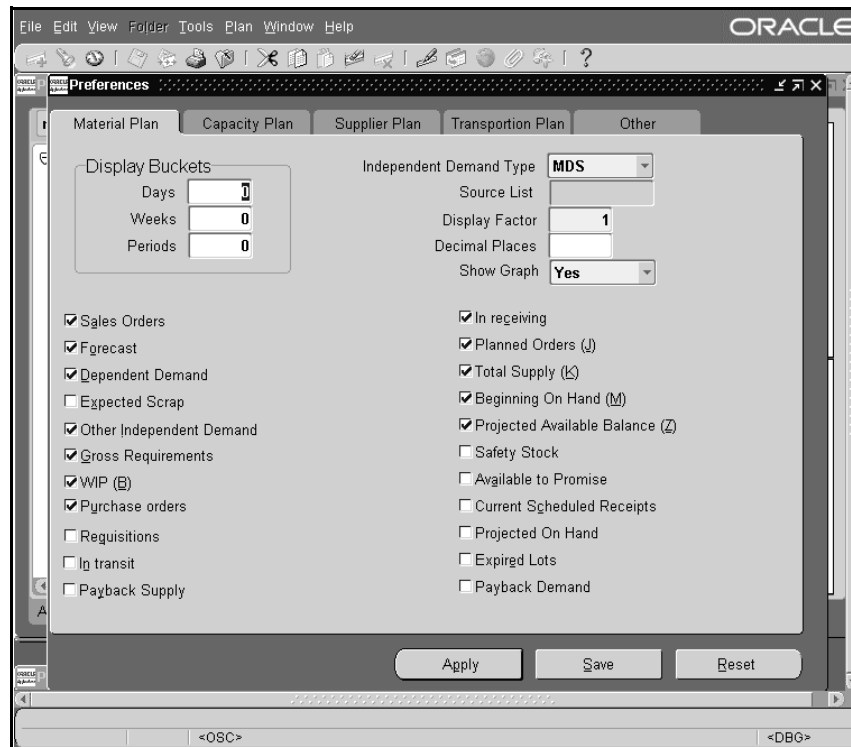 File Edit View Folder Tools Plan Window Help
ORACLE
Preferences
Material Plan Capacity Plan Supplier Plan Transportion Plan Other
Display Buckets
Days 0
Weeks 0
Periods 0
Independent Demand Type MDS
Source List
Display Factor 1
Decimal Places
Show Graph Yes
Sales Orders
Forecast
Dependent Demand
Expected Scrap
Other Independent Demand
Gross Requirements
WIP (B)
Purchase orders
Requisitions
In transit
Payback Supply
In receiving
Planned Orders (J)
Total Supply (K)
Beginning On Hand (M)
Projected Available Balance (Z)
Safety Stock
Available to Promise
Current Scheduled Receipts
Projected On Hand
Expired Lots
Payback Demand
Apply Save Reset
<OSC> <DBG>